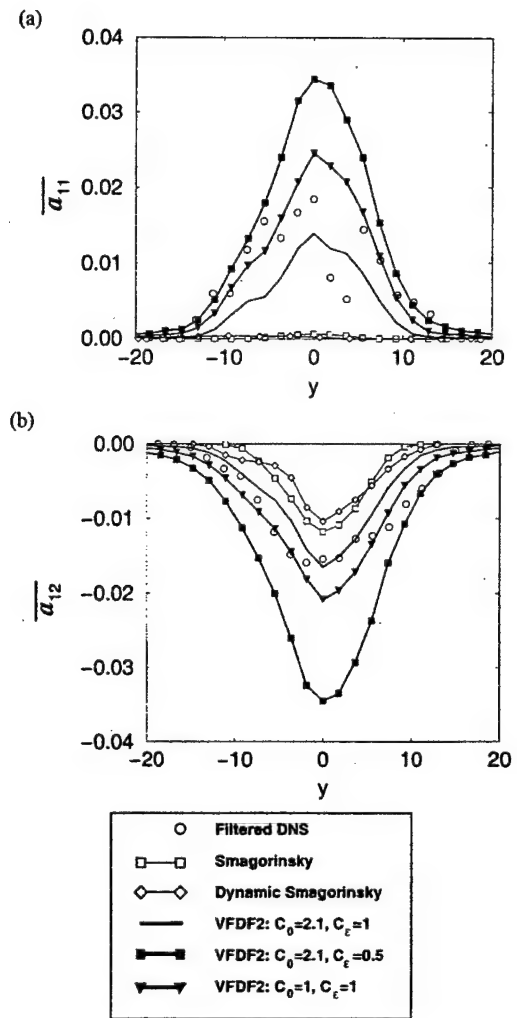 (a)
0.04
0.03
0.02
0.01
0.00
a₁₁
−20 −10 0 10 20
y
(b)
0.00
−0.01
−0.02
−0.03
−0.04
a₁₂
−20 −10 0 10 20
y
Filtered DNS
Smagorinsky
Dynamic Smagorinsky
VFDF2: C₀=2.1, Cε=1
VFDF2: C₀=2.1, Cε=0.5
VFDF2: C₀=1, Cε=1